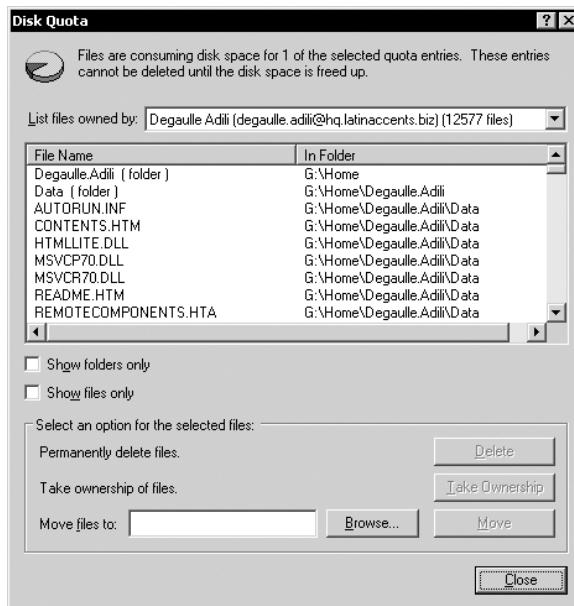 Disk Quota
Files are consuming disk space for 1 of the selected quota entries. These entries
cannot be deleted until the disk space is freed up.
List files owned by: Degaulle Adili (degaulle.adili@hq.latinaccents.biz) (12577 files)
File Name In Folder
Degaulle.Adili ( folder ) G:\Home
Data ( folder ) G:\Home\Degaulle.Adili
AUTORUN.INF G:\Home\Degaulle.Adili\Data
CONTENTS.HTM G:\Home\Degaulle.Adili\Data
HTMLLITE.DLL G:\Home\Degaulle.Adili\Data
MSVCP70.DLL G:\Home\Degaulle.Adili\Data
MSVCR70.DLL G:\Home\Degaulle.Adili\Data
README.HTM G:\Home\Degaulle.Adili\Data
REMOTECOMPONENTS.HTA G:\Home\Degaulle.Adili\Data
Show folders only
Show files only
Select an option for the selected files:
Permanently delete files. Delete
Take ownership of files. Take Ownership
Move files to: Browse... Move
Close